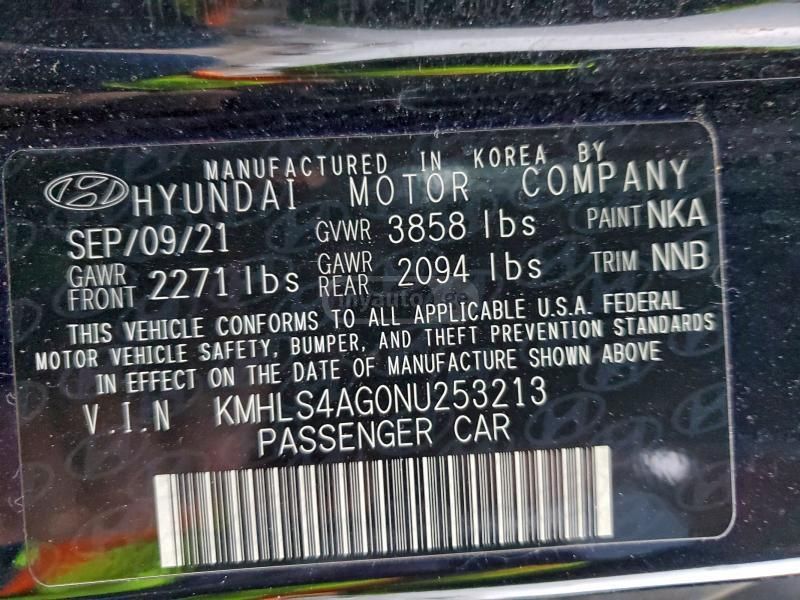 MANUFACTURED IN KOREA BY
HYUNDAI MOTOR COMPANY
SEP/09/21 GVWR 3858 lbs PAINT NKA
GAWR FRONT 2271 lbs GAWR REAR 2094 lbs TRIM NNB
THIS VEHICLE CONFORMS TO ALL APPLICABLE U.S.A. FEDERAL
MOTOR VEHICLE SAFETY, BUMPER, AND THEFT PREVENTION STANDARDS
IN EFFECT ON THE DATE OF MANUFACTURE SHOWN ABOVE
V.I.N KMHLS4AG0NU253213
PASSENGER CAR